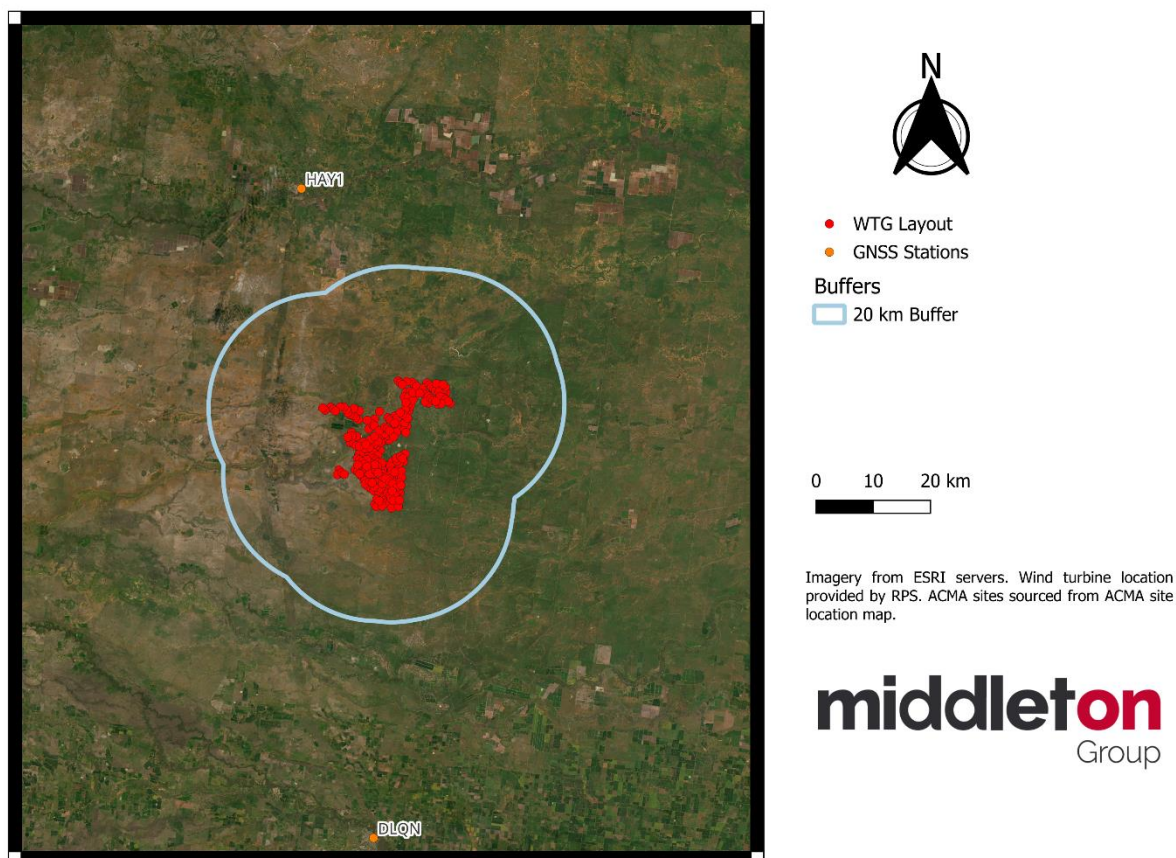 HAY1
DLQN
N
WTG Layout
GNSS Stations
Buffers
20 km Buffer
0 10 20 km
Imagery from ESRI servers. Wind turbine location
provided by RPS. ACMA sites sourced from ACMA site
location map.
middleton
Group